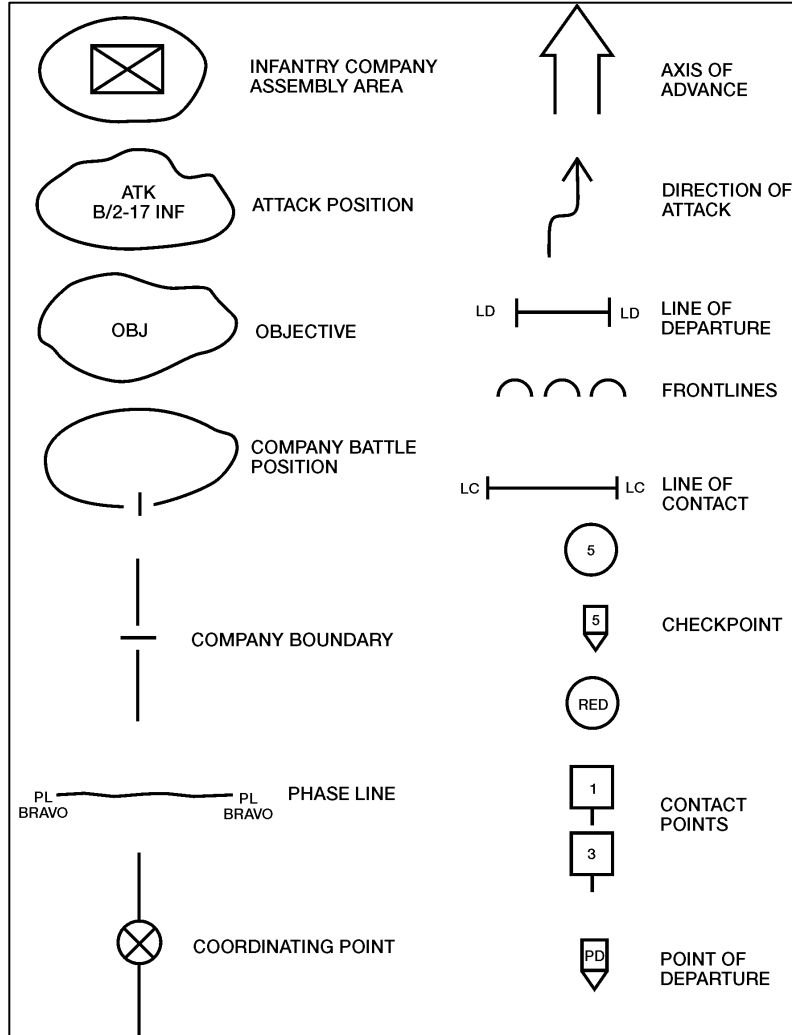 INFANTRY COMPANY
ASSEMBLY AREA
ATK
B/2-17 INF
ATTACK POSITION
OBJ
OBJECTIVE
COMPANY BATTLE
POSITION
COMPANY BOUNDARY
PL
BRAVO
PL
BRAVO
PHASE LINE
COORDINATING POINT
AXIS OF
ADVANCE
DIRECTION OF
ATTACK
LD
LD
LINE OF
DEPARTURE
FRONTLINES
LC
LC
LINE OF
CONTACT
5
5
CHECKPOINT
RED
1
3
CONTACT
POINTS
PD
POINT OF
DEPARTURE